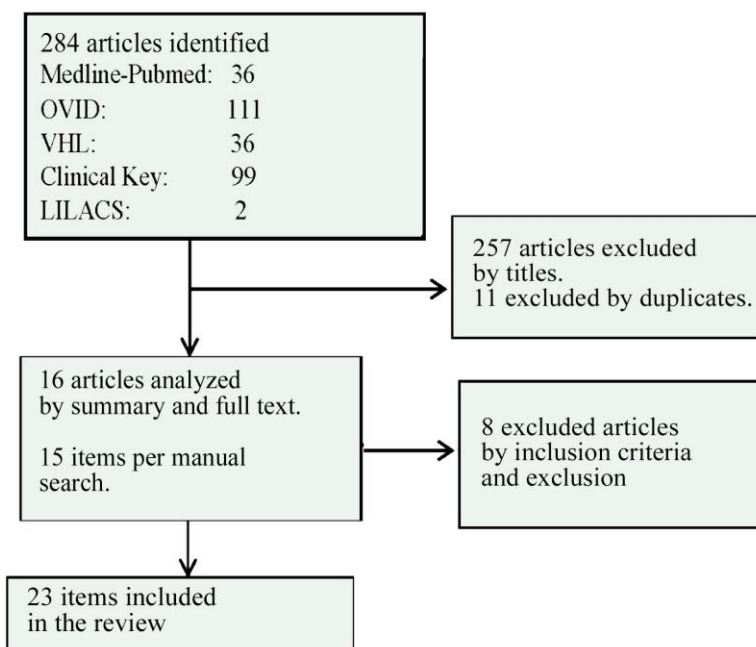 284 articles identified
Medline-Pubmed: 36
OVID: 111
VHL: 36
Clinical Key: 99
LILACS: 2
257 articles excluded
by titles.
11 excluded by duplicates.
16 articles analyzed
by summary and full text.
15 items per manual
search.
8 excluded articles
by inclusion criteria
and exclusion
23 items included
in the review